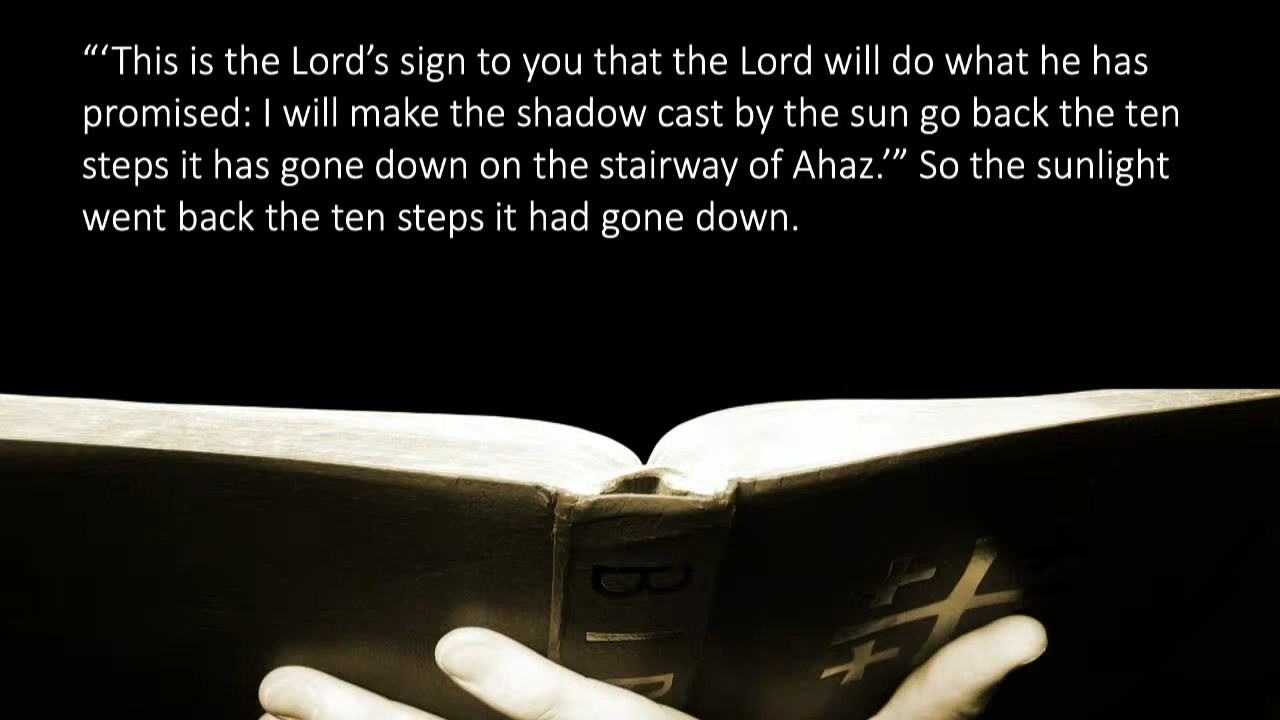 “‘This is the Lord’s sign to you that the Lord will do what he has
promised: I will make the shadow cast by the sun go back the ten
steps it has gone down on the stairway of Ahaz.’” So the sunlight
went back the ten steps it had gone down.
BIB